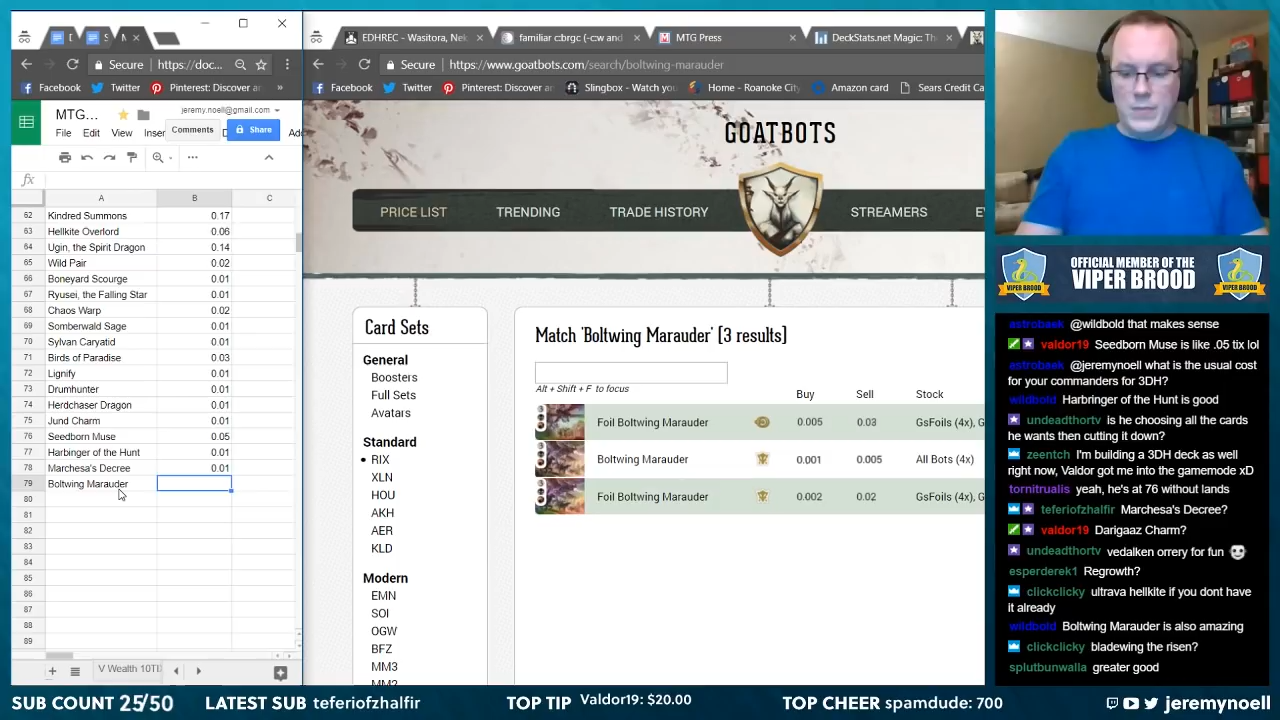 EDHREC - Wasitora, Nek
familiar c:brgc (-c:w and
MTG Press
DeckStats.net Magic: The
Secure
https://doc...
Secure
https://www.goatbots.com/search/boltwing-marauder
Facebook
Twitter
Pinterest: Discover a
Facebook
Twitter
Pinterest: Discover an
Slingbox - Watch you
Home - Roanoke City
Amazon card
Sears Credit Card
jeremy.noell@gmail.com
MTG...
File
Edit
View
Inser
Comments
Share
fx
A
B
C
62 Kindred Summons 0.17
63 Hellkite Overlord 0.06
64 Ugin, the Spirit Dragon 0.14
65 Wild Pair 0.02
66 Boneyard Scourge 0.01
67 Ryusei, the Falling Star 0.01
68 Chaos Warp 0.02
69 Somberwald Sage 0.01
70 Sylvan Caryatid 0.01
71 Birds of Paradise 0.03
72 Lignify 0.01
73 Drumhunter 0.01
74 Herdchaser Dragon 0.01
75 Jund Charm 0.01
76 Seedborn Muse 0.05
77 Harbinger of the Hunt 0.01
78 Marchesa's Decree 0.01
79 Boltwing Marauder
80
81
82
83
84
85
86
87
88
89
V Wealth 10TI
GOATBOTS
PRICE LIST
TRENDING
TRADE HISTORY
STREAMERS
Card Sets
General
Boosters
Full Sets
Avatars
Standard
RIX
XLN
HOU
AKH
AER
KLD
Modern
EMN
SOI
OGW
BFZ
MM3
MM2
Match 'Boltwing Marauder' [3 results]
Alt + Shift + F to focus
Buy Sell Stock
Foil Boltwing Marauder 0.005 0.03 GsFoils (4x), G
Boltwing Marauder 0.001 0.005 All Bots (4x)
Foil Boltwing Marauder 0.002 0.02 GsFoils (4x), G
OFFICIAL MEMBER OF THE
VIPER BROOD
VIPER BROOD
VIPER BROOD
astrobaek @wildbold that makes sense
valdor19 Seedborn Muse is like .05 tix lol
astrobaek @jeremynoell what is the usual cost
for your commanders for 3DH?
wildbold Harbringer of the Hunt is good
undeadthortv is he choosing all the cards
he wants then cutting it down?
zeentch I'm building a 3DH deck as well
right now, Valdor got me into the gamemode xD
tornitrualis yeah, he's at 76 without lands
teferiofzhalfir Marchesa's Decree?
valdor19 Darigaaz Charm?
undeadthortv vedalken orrery for fun
esperderek1 Regrowth?
clickclicky ultrava hellkite if you dont have
it already
wildbold Boltwing Marauder is also amazing
clickclicky bladewing the risen?
splutbunwalla greater good
SUB COUNT 25/50
LATEST SUB teferiofzhalfir
TOP TIP Valdor19: $20.00
TOP CHEER spamdude: 700
jeremynoell